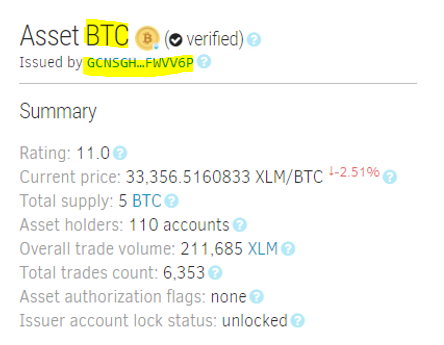 Asset BTC (verified)
Issued by GCNSGH…FWVV6P
Summary
Rating: 11.0
Current price: 33,356.5160833 XLM/BTC ↓-2.51%
Total supply: 5 BTC
Asset holders: 110 accounts
Overall trade volume: 211,685 XLM
Total trades count: 6,353
Asset authorization flags: none
Issuer account lock status: unlocked